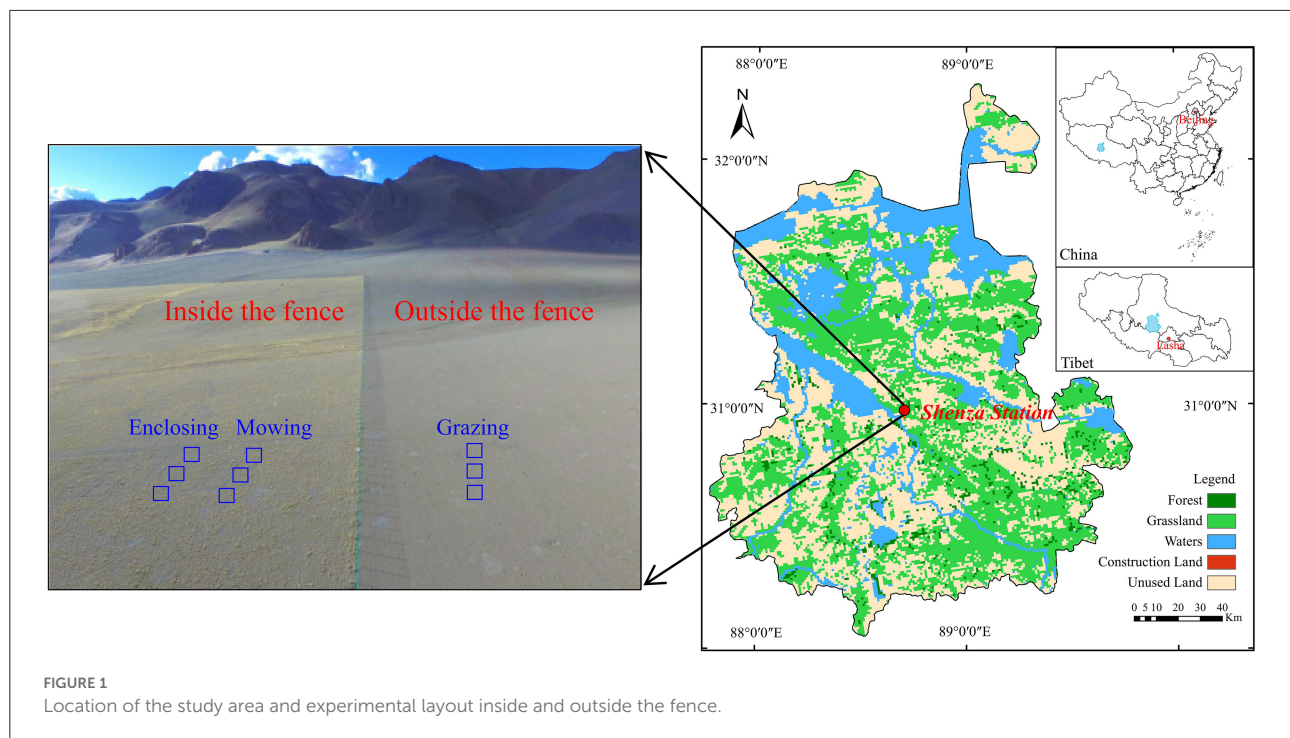 Inside the fence
Outside the fence
Enclosing
Mowing
Grazing
88°0′0″E
89°0′0″E
N
32°0′0″N
31°0′0″N
31°0′0″N
Shenza Station
88°0′0″E
89°0′0″E
Beijing
China
Lasha
Tibet
Legend
Forest
Grassland
Waters
Construction Land
Unused Land
0 5 10 20 30 40
Km
FIGURE 1
Location of the study area and experimental layout inside and outside the fence.